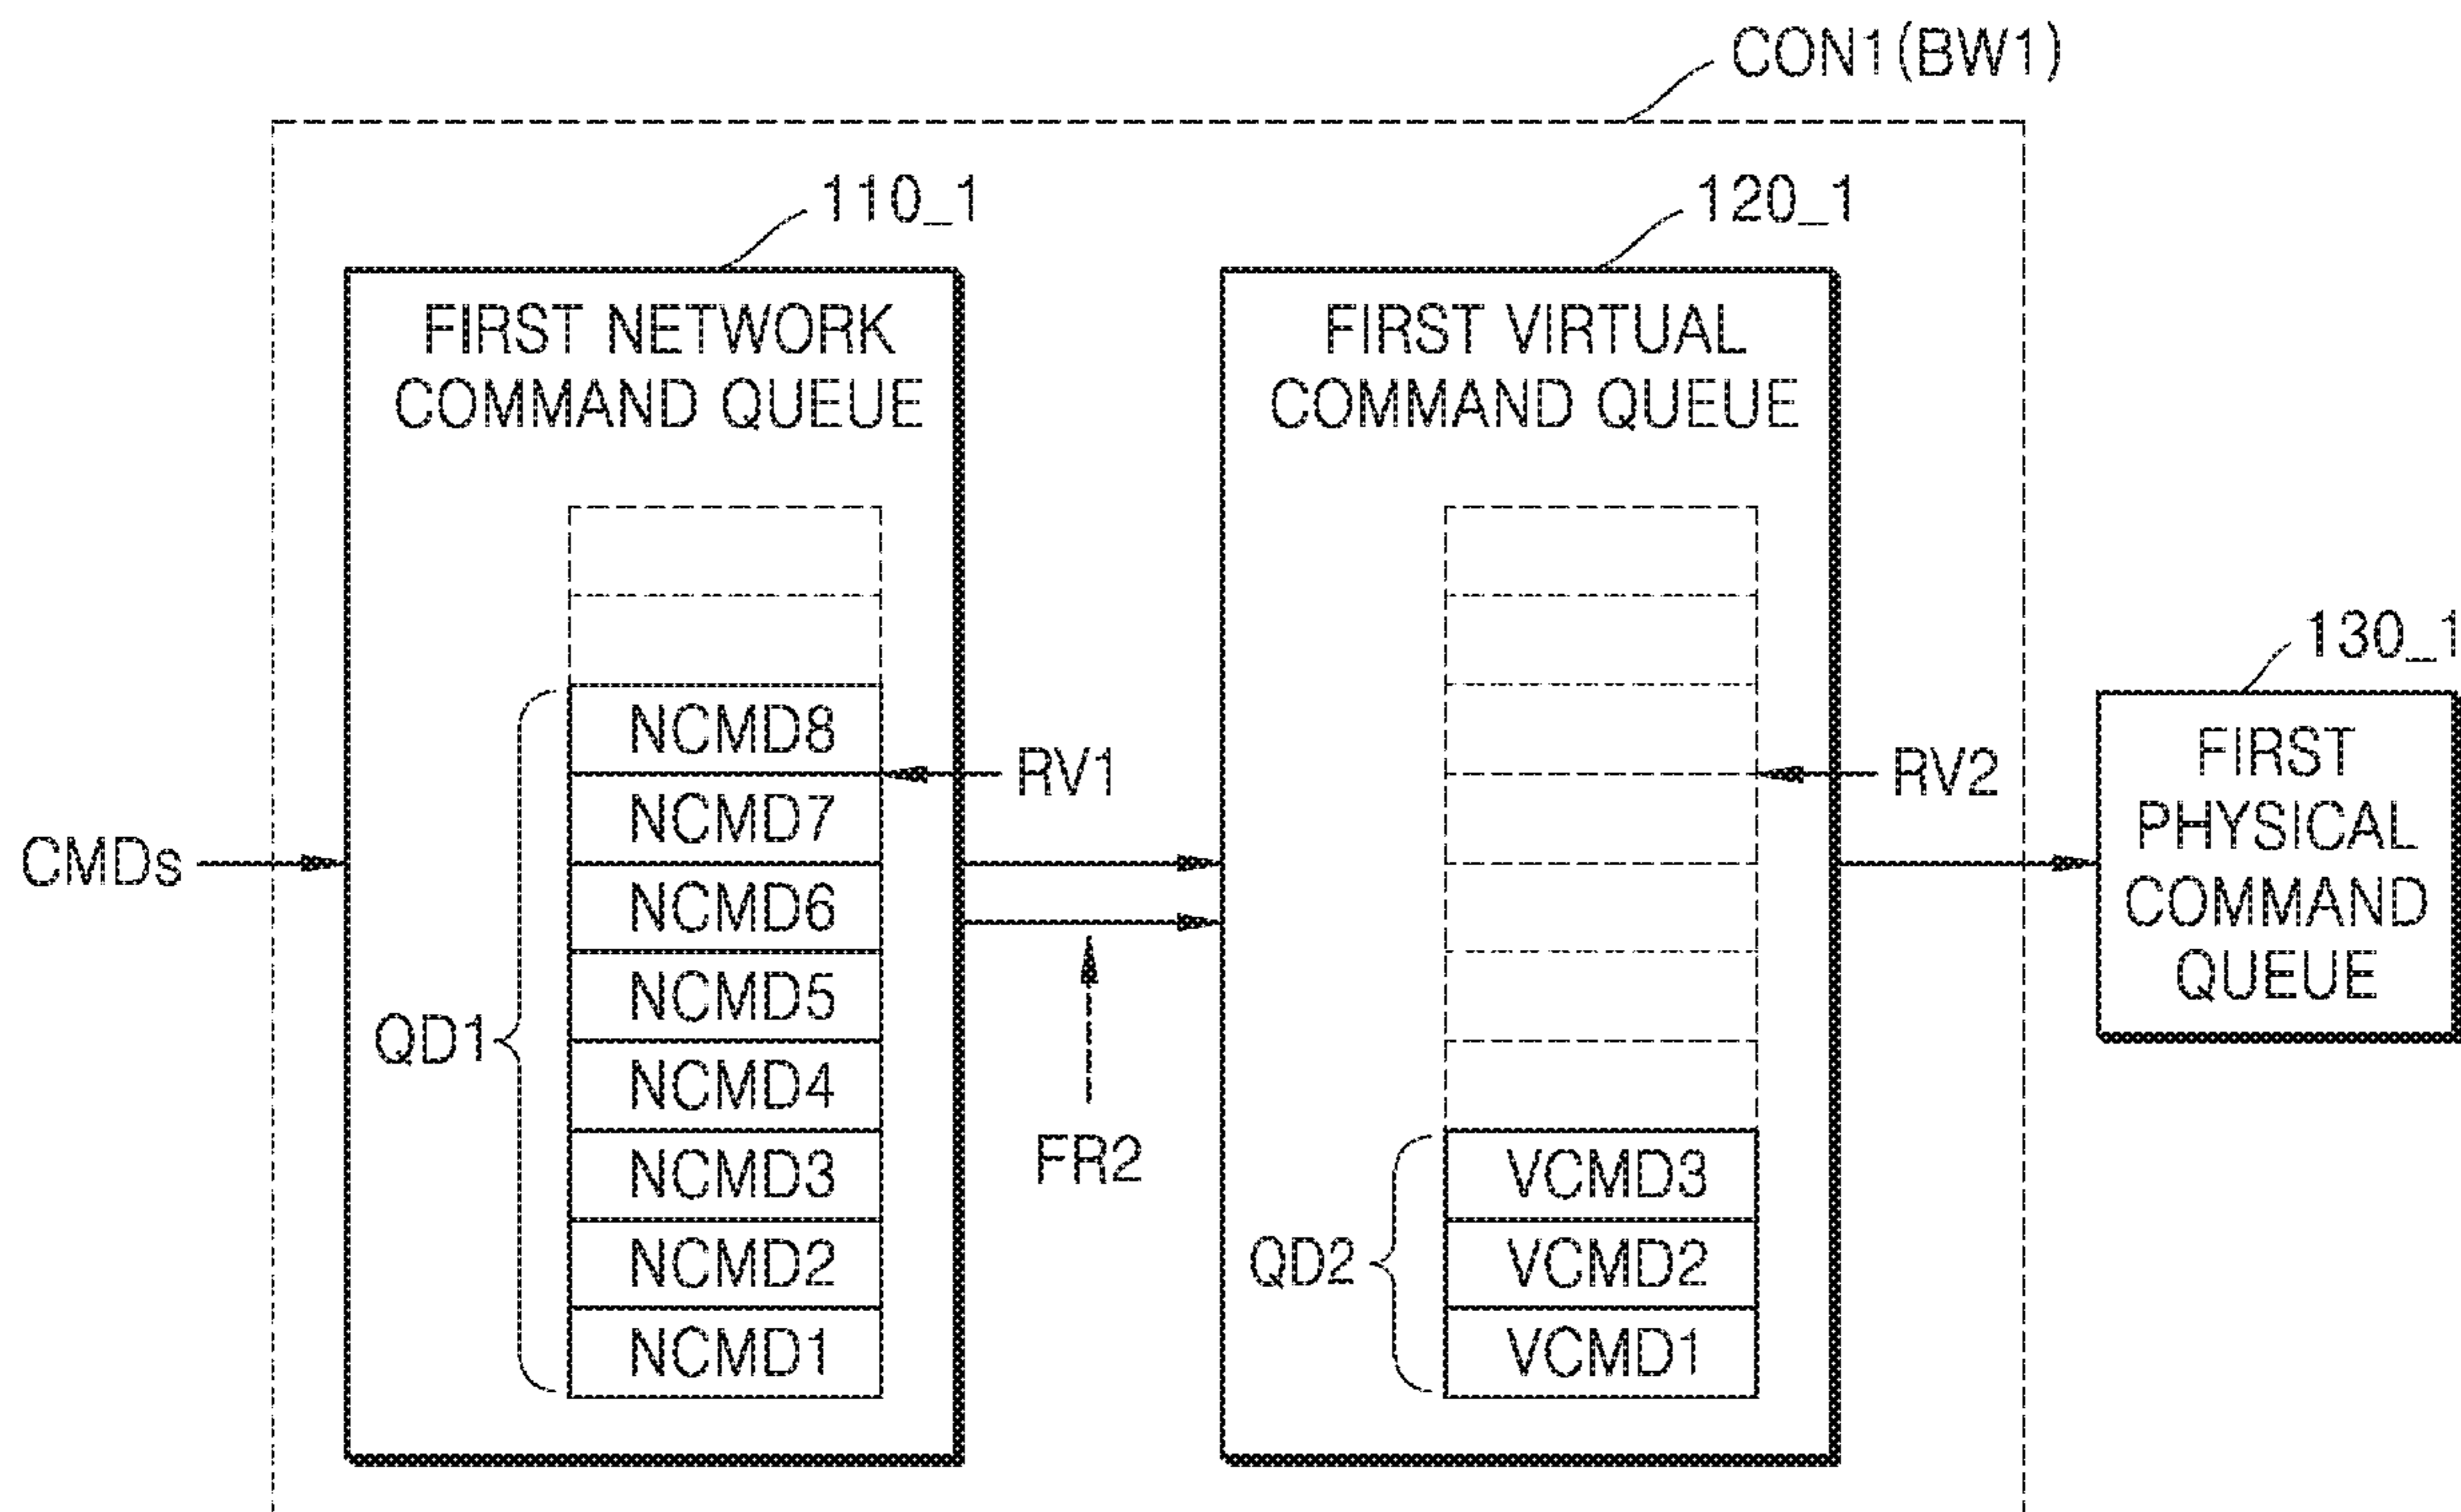 CON1(BW1)
110_1
120_1
FIRST NETWORK
COMMAND QUEUE
FIRST VIRTUAL
COMMAND QUEUE
130_1
NCMD8
RV1
RV2
FIRST
PHYSICAL
COMMAND
QUEUE
NCMD7
CMDs
NCMD6
NCMD5
QD1
NCMD4
FR2
NCMD3
VCMD3
NCMD2
QD2
VCMD2
NCMD1
VCMD1